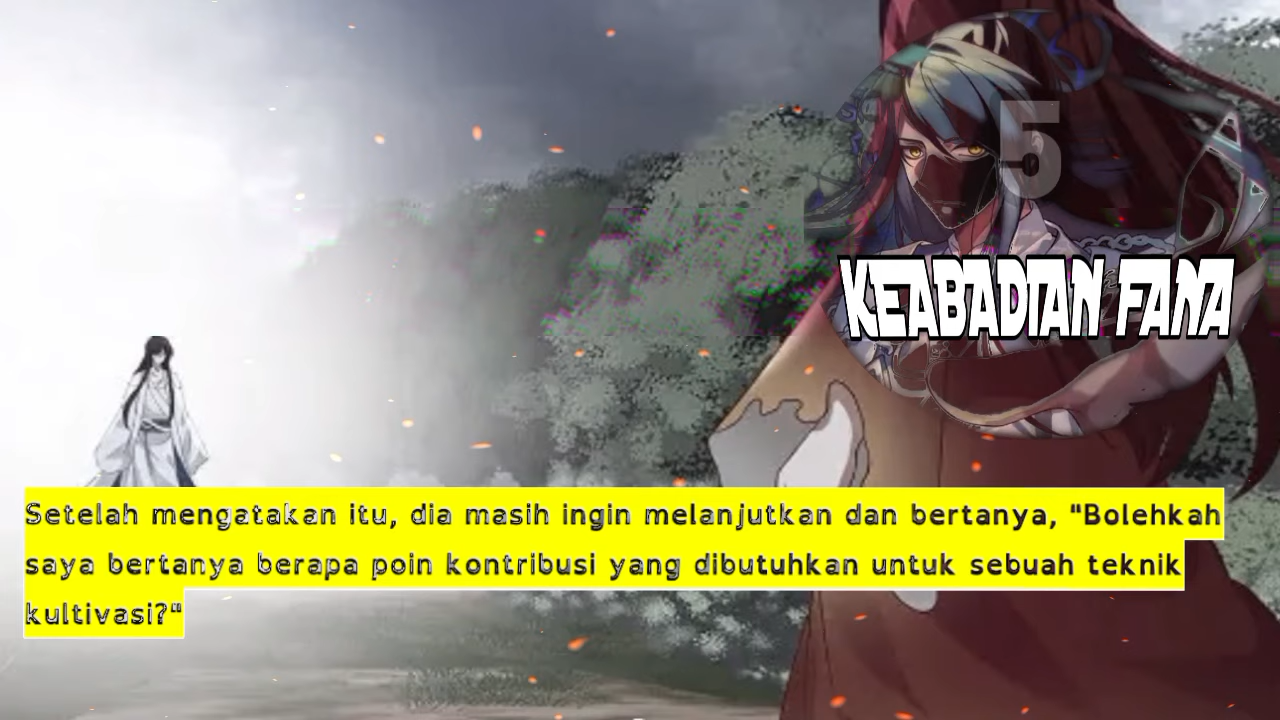 5
KEABADIAN FANA
Setelah mengatakan itu, dia masih ingin melanjutkan dan bertanya, "Bolehkah
saya bertanya berapa poin kontribusi yang dibutuhkan untuk sebuah teknik
kultivasi?"